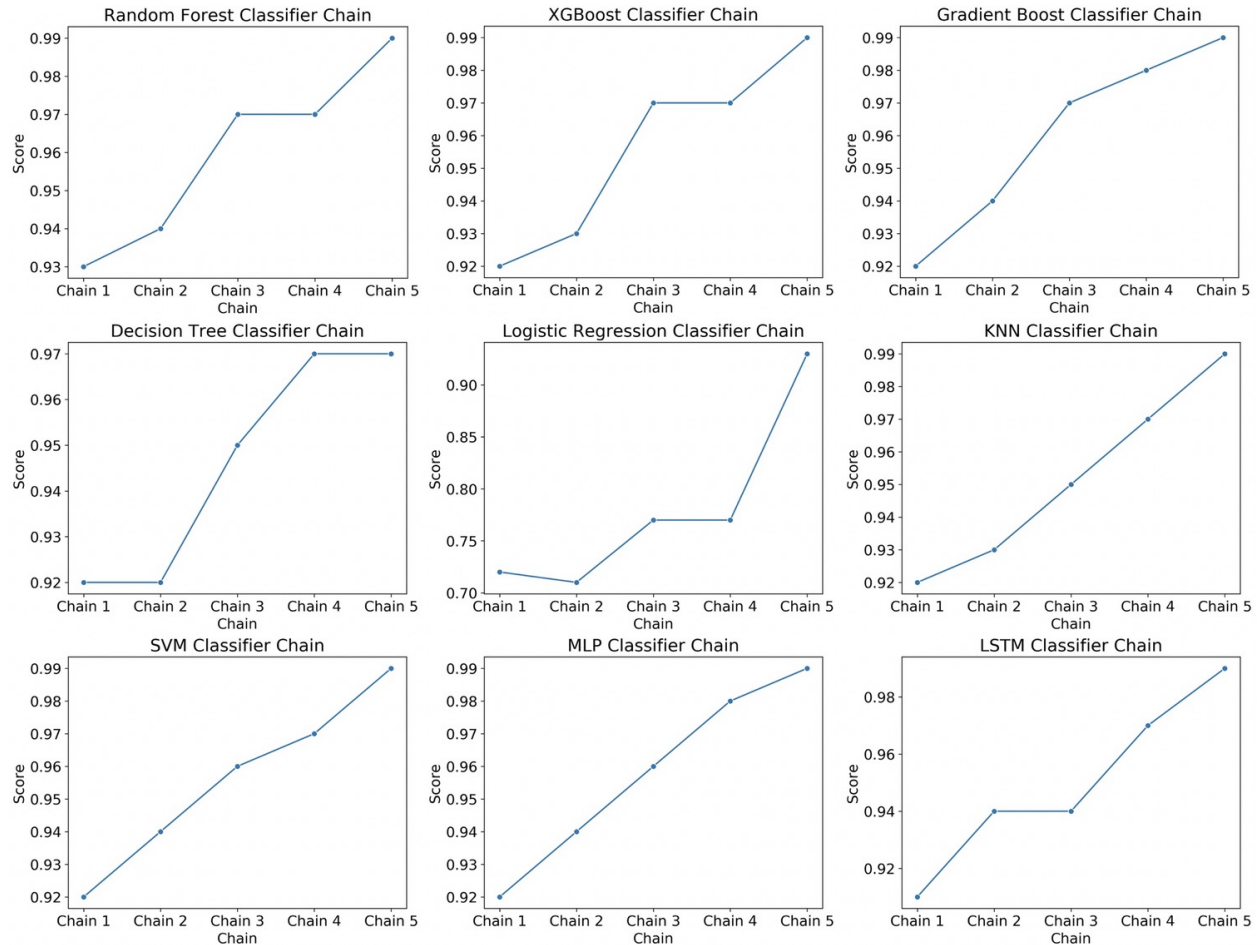 Random Forest Classifier Chain
0.99
0.98
0.97
0.96
0.95
0.94
0.93
Score
Chain 1 Chain 2 Chain 3 Chain 4 Chain 5
Chain
XGBoost Classifier Chain
0.99
0.98
0.97
0.96
0.95
0.94
0.93
0.92
Score
Chain 1 Chain 2 Chain 3 Chain 4 Chain 5
Chain
Gradient Boost Classifier Chain
0.99
0.98
0.97
0.96
0.95
0.94
0.93
0.92
Score
Chain 1 Chain 2 Chain 3 Chain 4 Chain 5
Chain
Decision Tree Classifier Chain
0.97
0.96
0.95
0.94
0.93
0.92
Score
Chain 1 Chain 2 Chain 3 Chain 4 Chain 5
Chain
Logistic Regression Classifier Chain
0.90
0.85
0.80
0.75
0.70
Score
Chain 1 Chain 2 Chain 3 Chain 4 Chain 5
Chain
KNN Classifier Chain
0.99
0.98
0.97
0.96
0.95
0.94
0.93
0.92
Score
Chain 1 Chain 2 Chain 3 Chain 4 Chain 5
Chain
SVM Classifier Chain
0.99
0.98
0.97
0.96
0.95
0.94
0.93
0.92
Score
Chain 1 Chain 2 Chain 3 Chain 4 Chain 5
Chain
MLP Classifier Chain
0.99
0.98
0.97
0.96
0.95
0.94
0.93
0.92
Score
Chain 1 Chain 2 Chain 3 Chain 4 Chain 5
Chain
LSTM Classifier Chain
0.98
0.96
0.94
0.92
Score
Chain 1 Chain 2 Chain 3 Chain 4 Chain 5
Chain